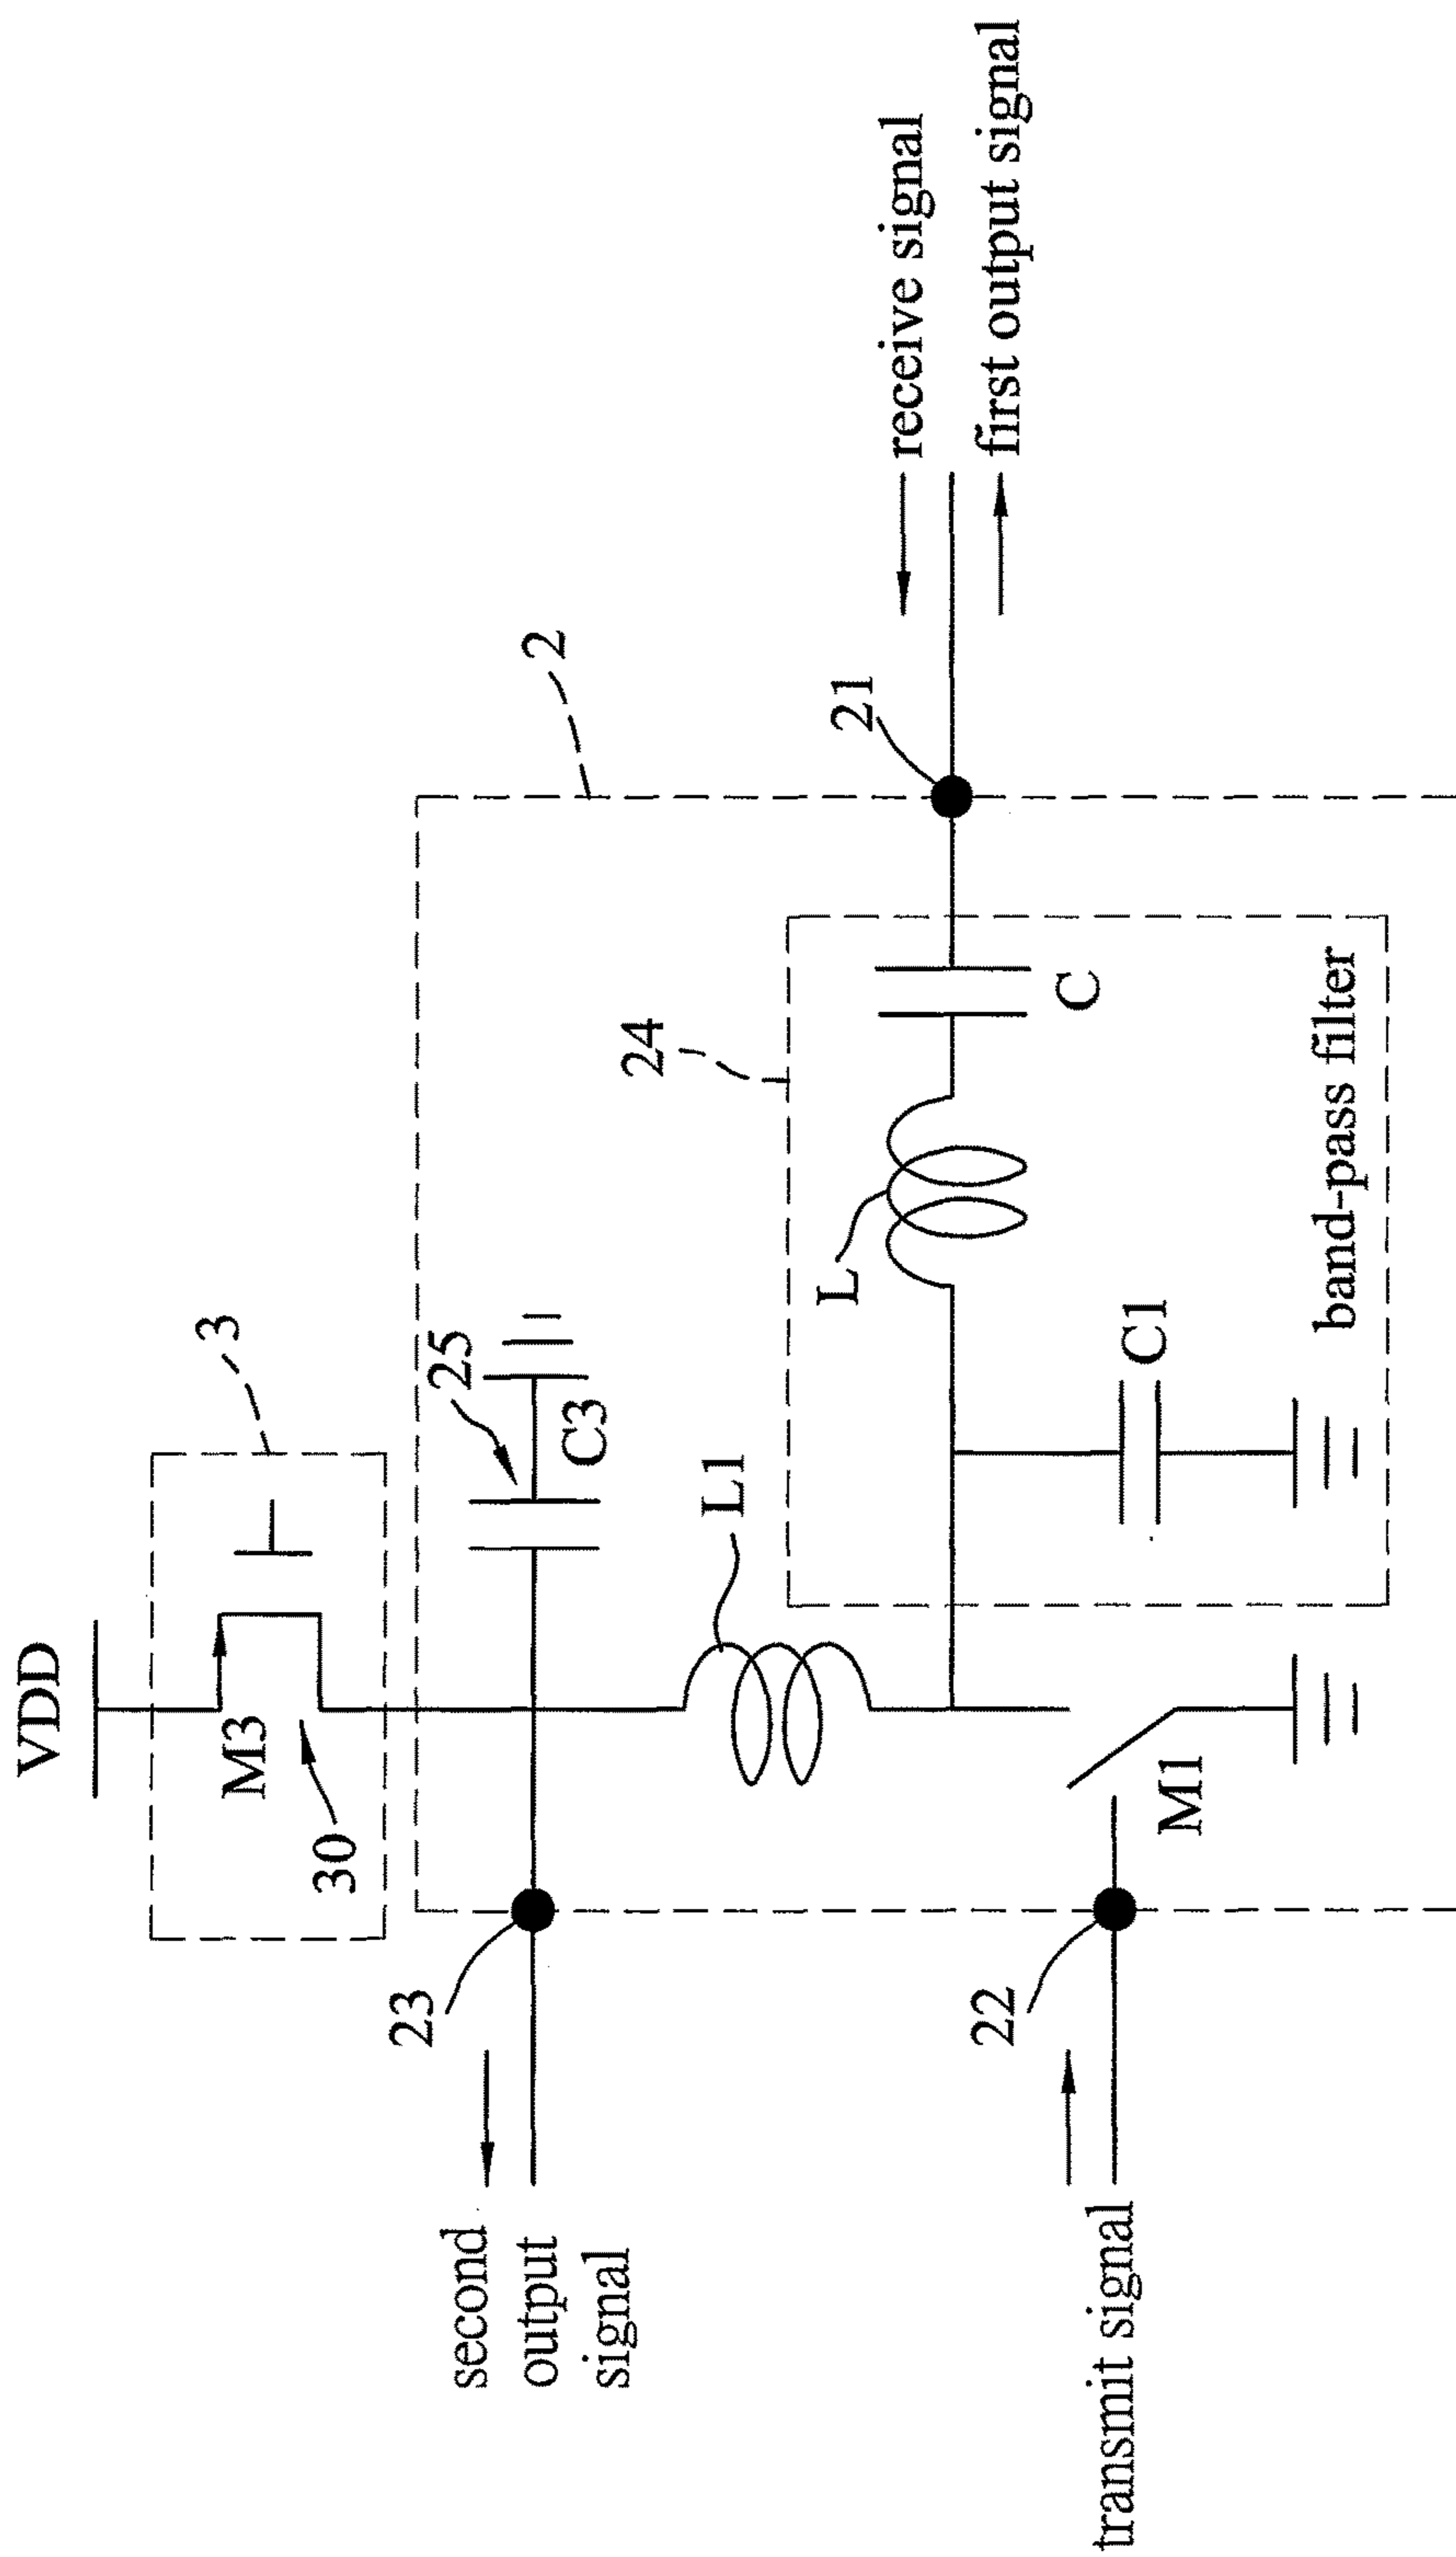 VDD
3
M3
30
2
25
C3
23
second
output
signal
L1
24
21
receive signal
first output signal
L
C
C1
band-pass filter
22
M1
transmit signal